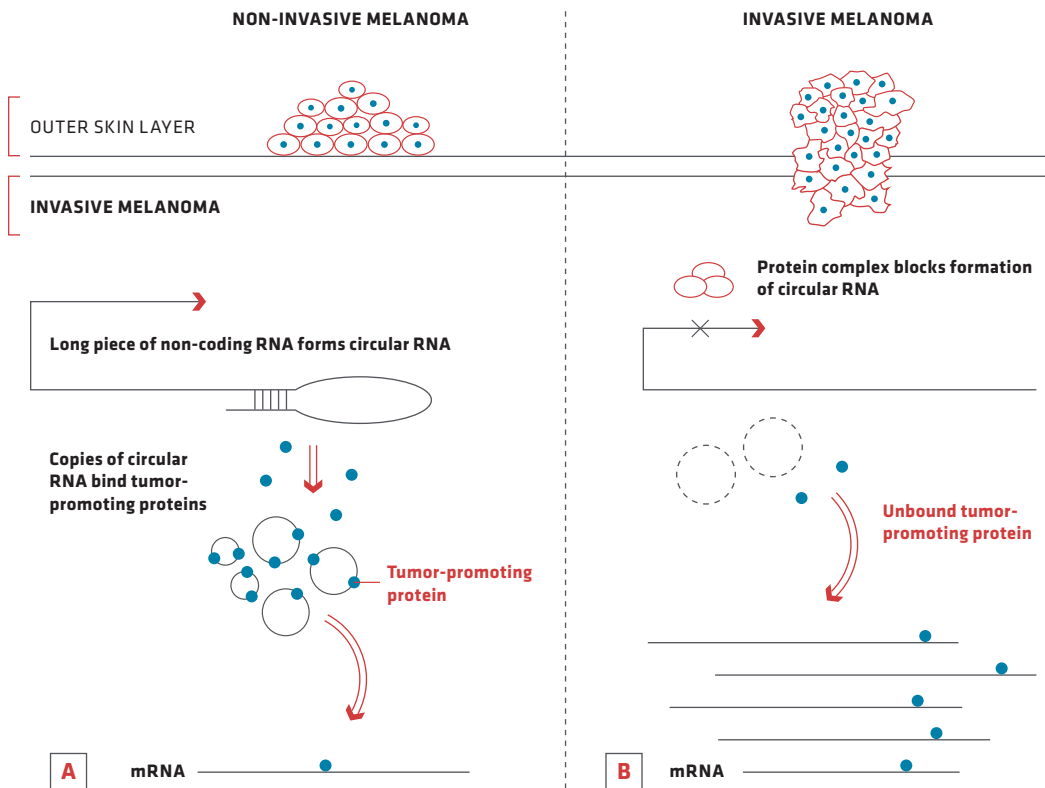 NON-INVASIVE MELANOMA
OUTER SKIN LAYER
INVASIVE MELANOMA
Long piece of non-coding RNA forms circular RNA
Copies of circular
RNA bind tumor-
promoting proteins
Tumor-promoting
protein
A
mRNA
INVASIVE MELANOMA
Protein complex blocks formation
of circular RNA
Unbound tumor-
promoting protein
B
mRNA